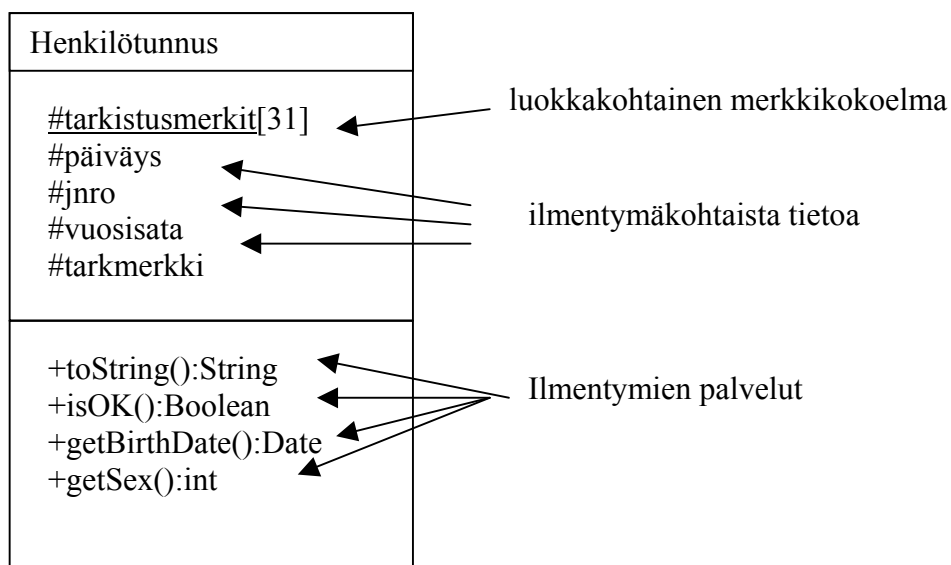 Henkilötunnus
#tarkistusmerkit[31]
#päiväys
#jnro
#vuosisata
#tarkmerkki
luokkakohtainen merkkikokoelma
ilmentymäkohtaista tietoa
+toString():String
+isOK():Boolean
+getBirthDate():Date
+getSex():int
Ilmentymien palvelut